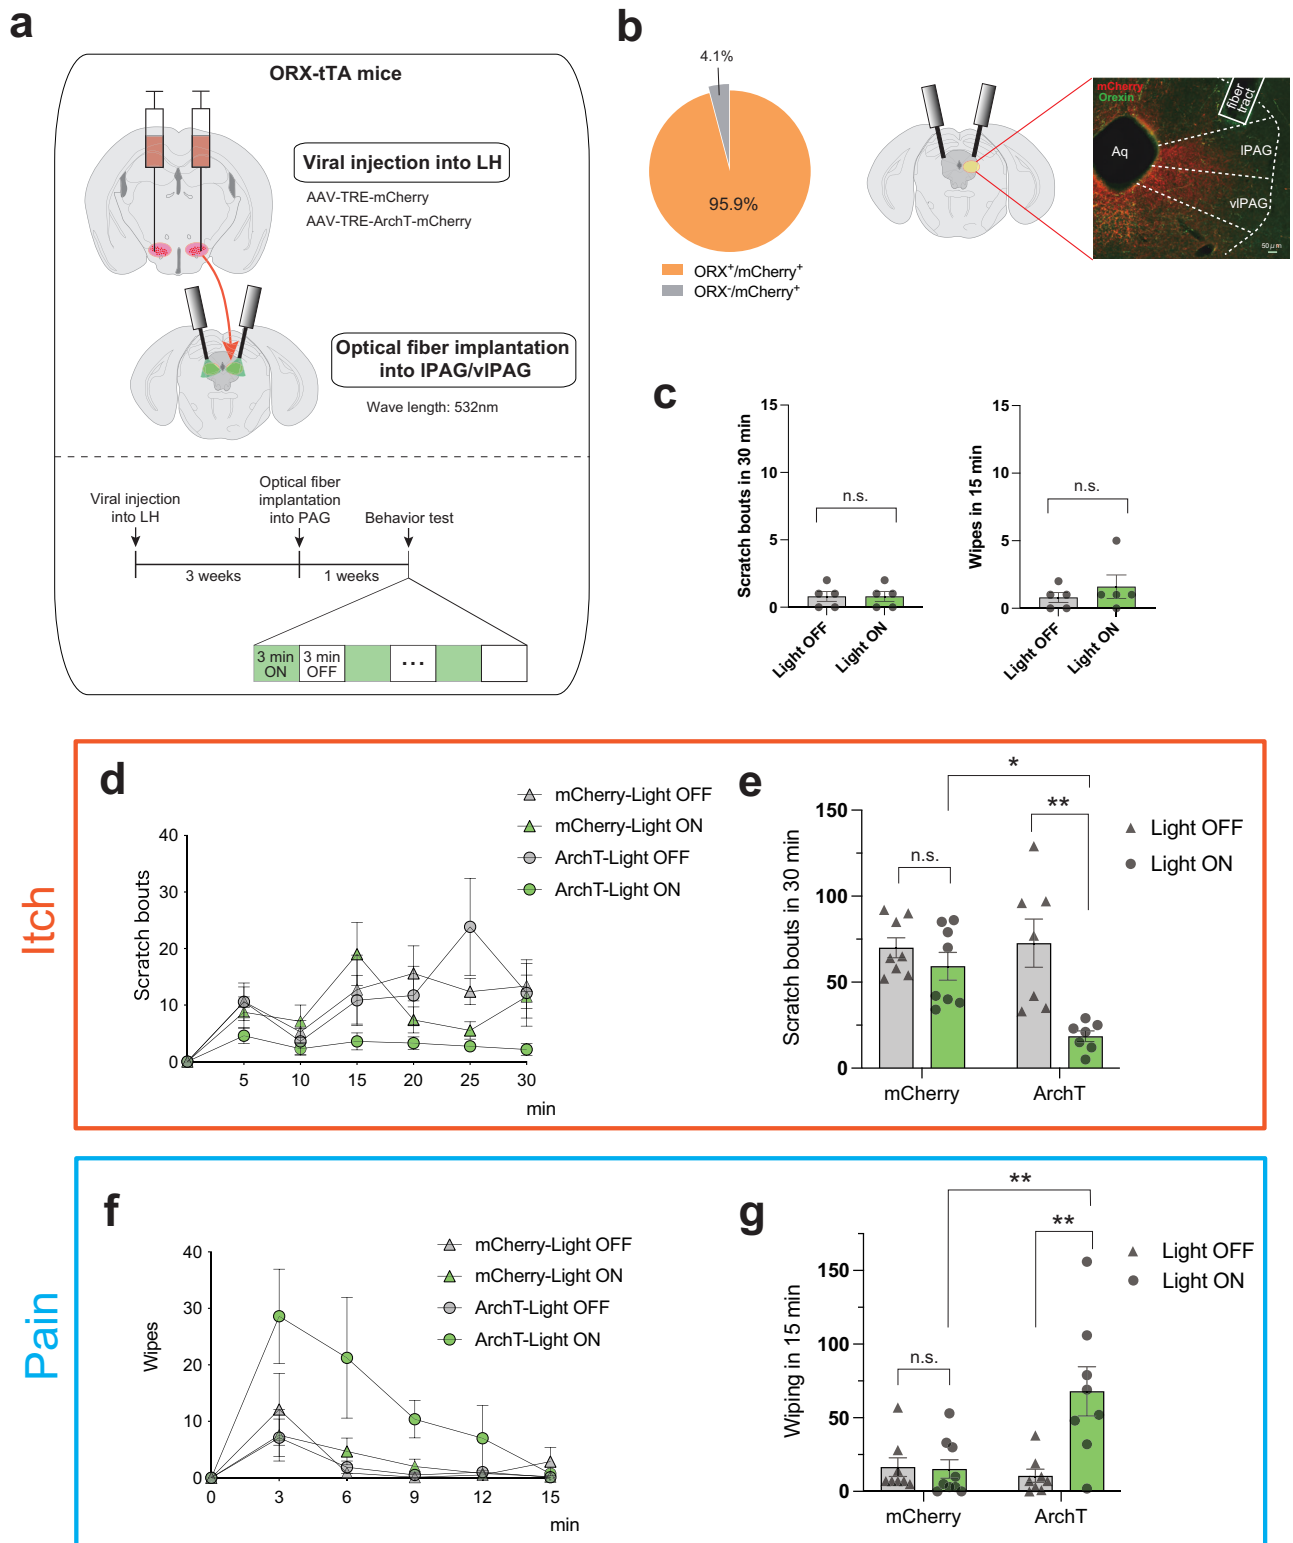 a
ORX-tTA mice
Viral injection into LH
AAV-TRE-mCherry
AAV-TRE-ArchT-mCherry
Optical fiber implantation
into lPAG/vlPAG
Wave length: 532nm
Viral injection
into LH
Optical fiber
implantation
into PAG
Behavior test
3 weeks
1 weeks
3 min
ON
3 min
OFF
...
b
4.1%
95.9%
ORX+/mCherry+
ORX-/mCherry+
mCherry
Orexin
fiber
tract
Aq
lPAG
vlPAG
50μm
c
Scratch bouts in 30 min
15
10
5
0
n.s.
Light OFF
Light ON
Wipes in 15 min
15
10
5
0
n.s.
Light OFF
Light ON
Itch
d
mCherry-Light OFF
mCherry-Light ON
ArchT-Light OFF
ArchT-Light ON
Scratch bouts
40
30
20
10
0
5 10 15 20 25 30
min
e
*
**
n.s.
Light OFF
Light ON
Scratch bouts in 30 min
150
100
50
0
mCherry ArchT
Pain
f
mCherry-Light OFF
mCherry-Light ON
ArchT-Light OFF
ArchT-Light ON
Wipes
40
30
20
10
0
0 3 6 9 12 15
min
g
**
**
n.s.
Light OFF
Light ON
Wiping in 15 min
150
100
50
0
mCherry ArchT